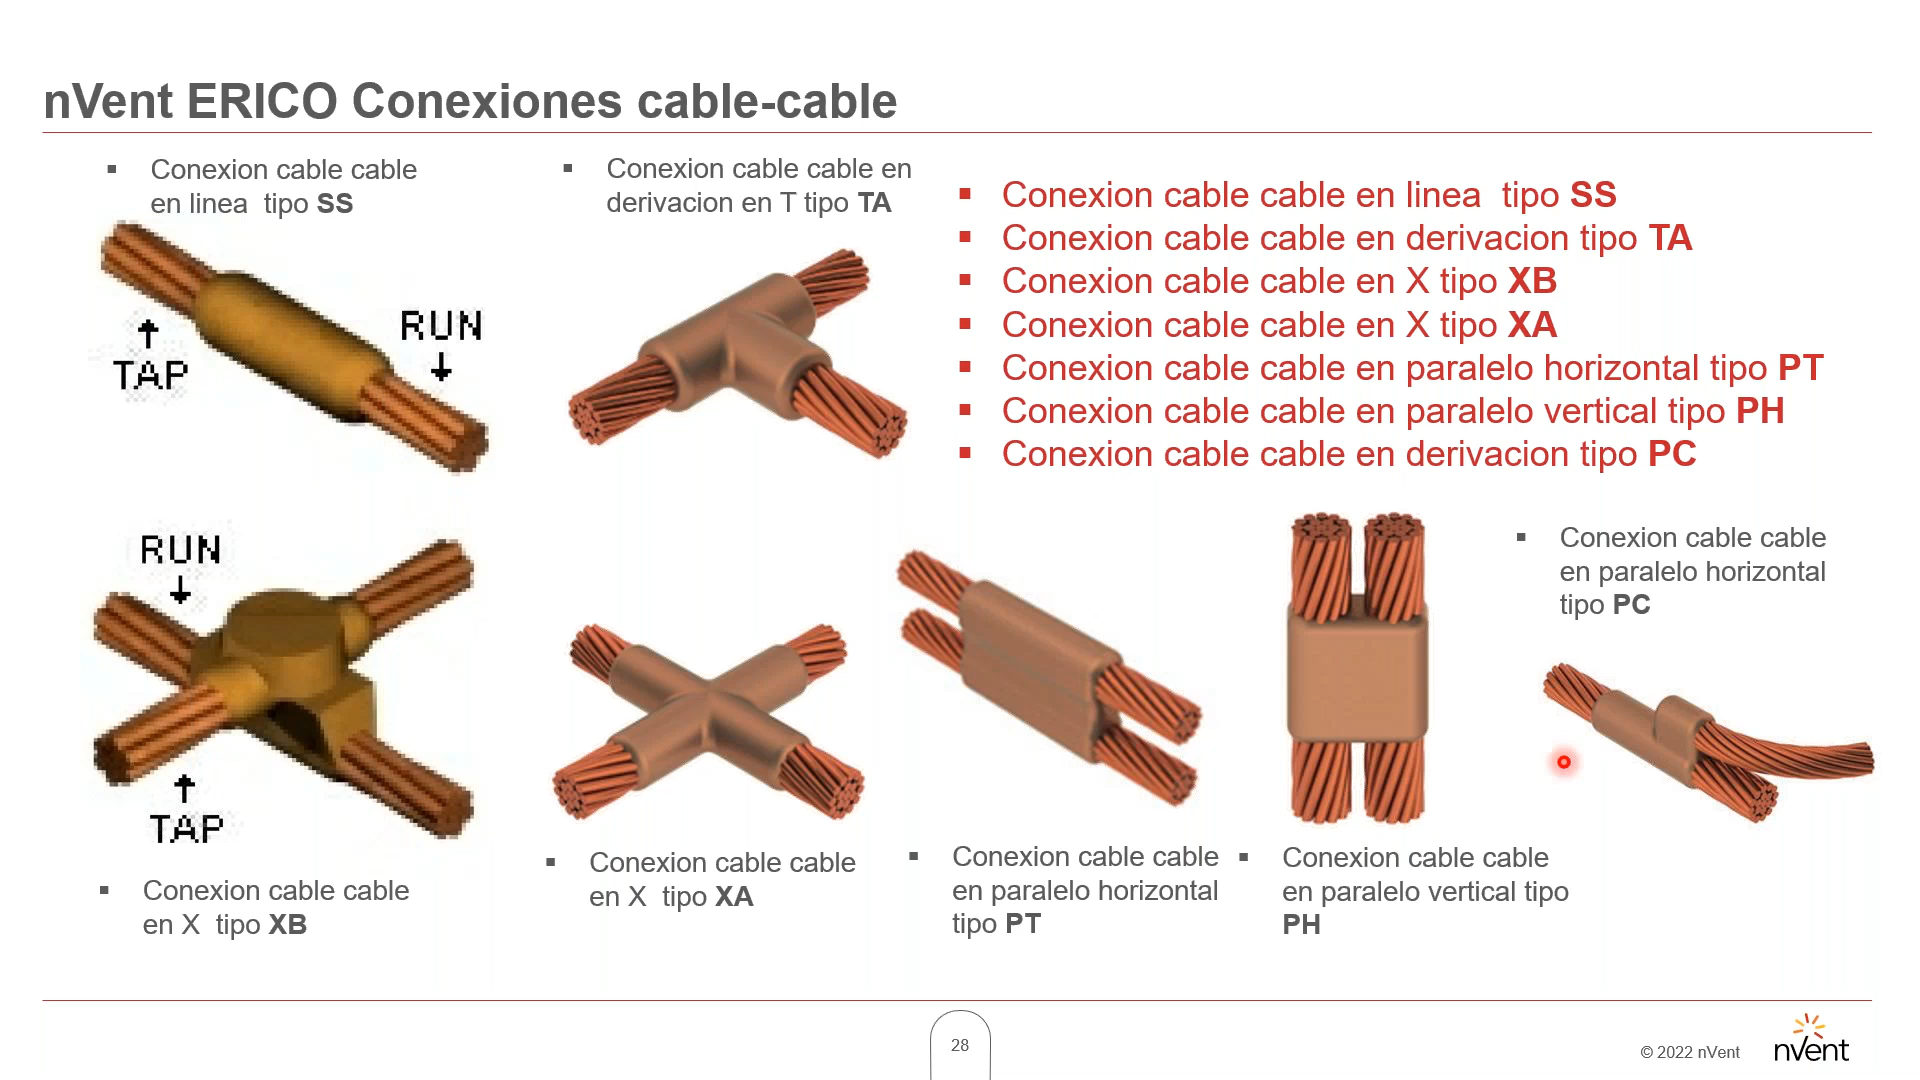 nVent ERICO Conexiones cable-cable
▪ Conexion cable cable
en linea  tipo SS
▪ Conexion cable cable en
derivacion en T tipo TA
▪ Conexion cable cable en linea  tipo SS
▪ Conexion cable cable en derivacion tipo TA
▪ Conexion cable cable en X tipo XB
▪ Conexion cable cable en X tipo XA
▪ Conexion cable cable en paralelo horizontal tipo PT
▪ Conexion cable cable en paralelo vertical tipo PH
▪ Conexion cable cable en derivacion tipo PC
RUN
TAP
RUN
TAP
▪ Conexion cable cable
en X  tipo XB
▪ Conexion cable cable
en X  tipo XA
▪ Conexion cable cable
en paralelo horizontal
tipo PT
▪ Conexion cable cable
en paralelo vertical tipo
PH
▪ Conexion cable cable
en paralelo horizontal
tipo PC
28
© 2022 nVent
nVent